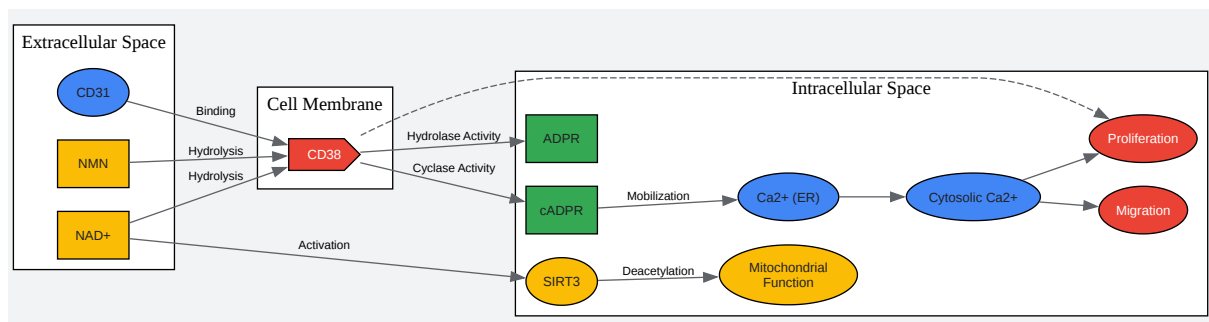 Extracellular Space
CD31
NMN
NAD+
Binding
Hydrolysis
Hydrolysis
Activation
Cell Membrane
CD38
Hydrolase Activity
Cyclase Activity
Intracellular Space
ADPR
cADPR
SIRT3
Mobilization
Deacetylation
Ca2+ (ER)
Mitochondrial
Function
Cytosolic Ca2+
Proliferation
Migration